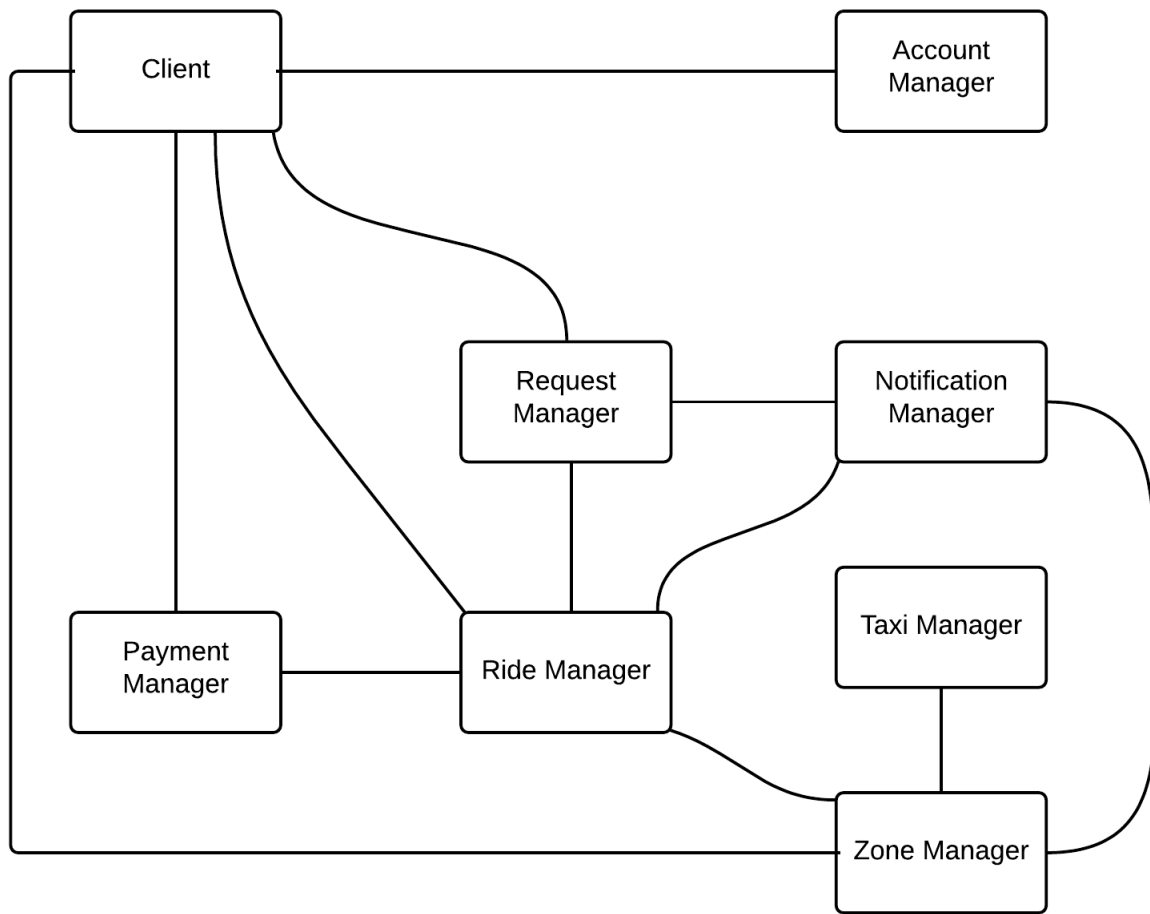 Client
Account
Manager
Request
Manager
Notification
Manager
Payment
Manager
Ride Manager
Taxi Manager
Zone Manager